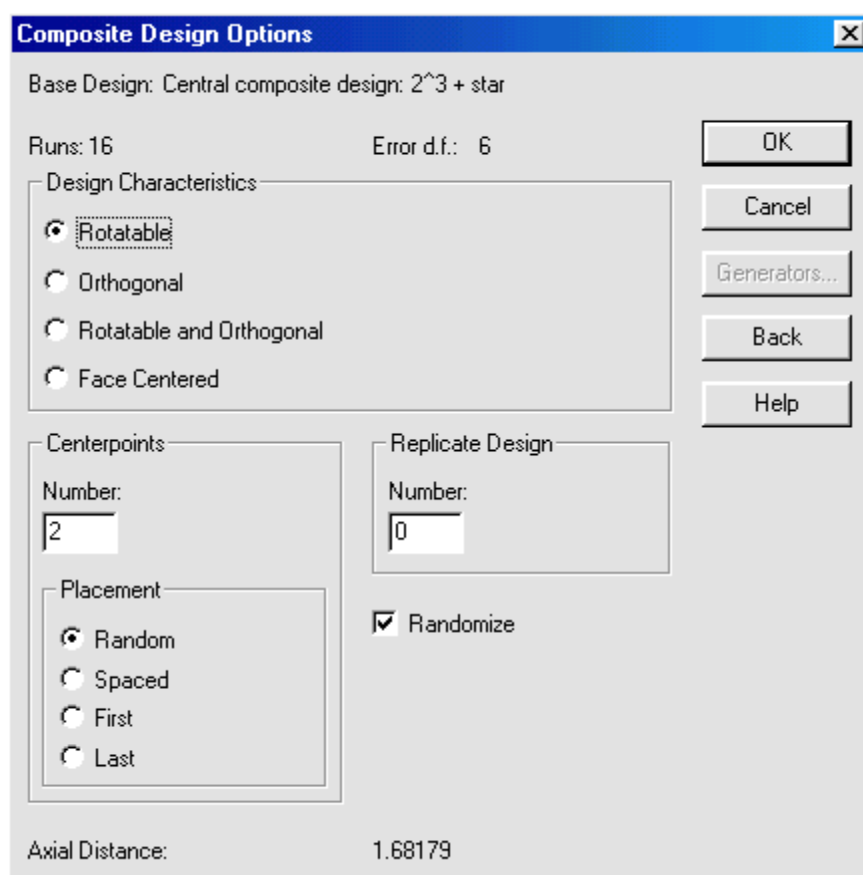 Composite Design Options
Base Design: Central composite design: 2^3 + star
Runs: 16 Error d.f.: 6
OK
Design Characteristics
Cancel
Rotatable
Orthogonal
Generators...
Rotatable and Orthogonal
Back
Face Centered
Help
Centerpoints
Replicate Design
Number:
Number:
2
0
Placement
Randomize
Random
Spaced
First
Last
Axial Distance: 1.68179